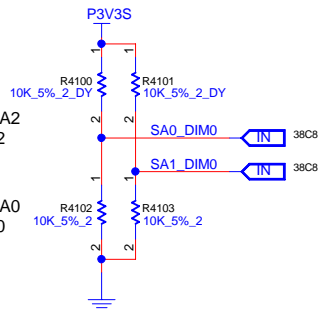 P3V3S
1 1
R4100 R4101
10K_5%_2_DY 10K_5%_2_DY
A2
2 2
2
SA0_DIM0 IN 38C8
SA1_DIM0 IN 38C8
1 1
A0
R4102 R4103
10K_5%_2 10K_5%_2
0
2 2